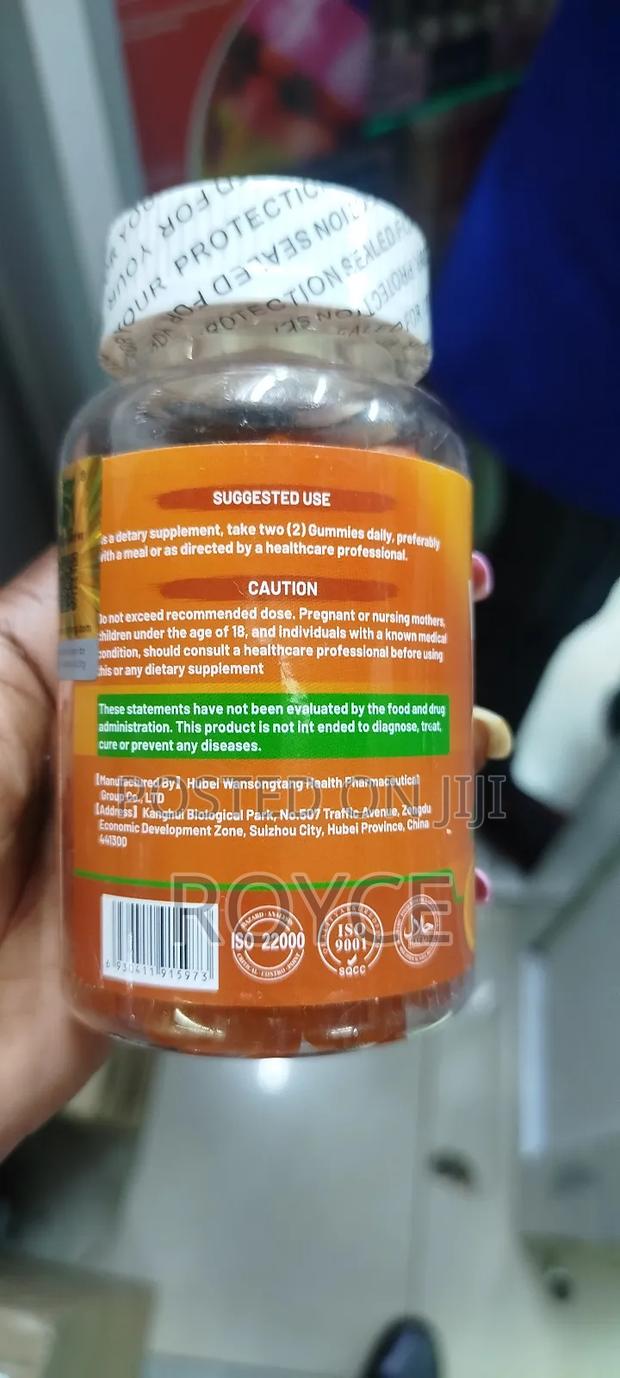 YOUR PROTECTION
SEALED FOR
SUGGESTED USE
is a detary supplement, take two (2) Gummies daily, preferably
with a meal or as directed by a healthcare professional.
CAUTION
Do not exceed recommended dose. Pregnant or nursing mothers,
children under the age of 18, and individuals with a known medical
condition, should consult a healthcare professional before using
this or any dietary supplement
These statements have not been evaluated by the food and drug
administration. This product is not int ended to diagnose, treat,
cure or prevent any diseases.
【Manufactured By】Hubei Wansongtang Health Pharmaceutical
Group Co., LTD
【Address】Kanghui Biological Park, No.507 Traffic Avenue, Zengdu
Economic Development Zone, Suizhou City, Hubei Province, China
441300
POSTED ON JIJI
ROYCE
6 930411 915973
ISO 22000
ISO
9001
SQCC
حلال